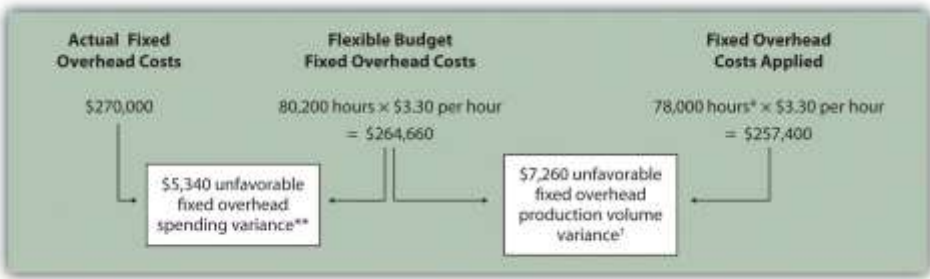 Actual Fixed
Overhead Costs
Flexible Budget
Fixed Overhead Costs
Fixed Overhead
Costs Applied
$270,000
80,200 hours × $3.30 per hour
= $264,660
78,000 hours* × $3.30 per hour
= $257,400
$5,340 unfavorable
fixed overhead
spending variance**
$7,260 unfavorable
fixed overhead
production volume
variance†